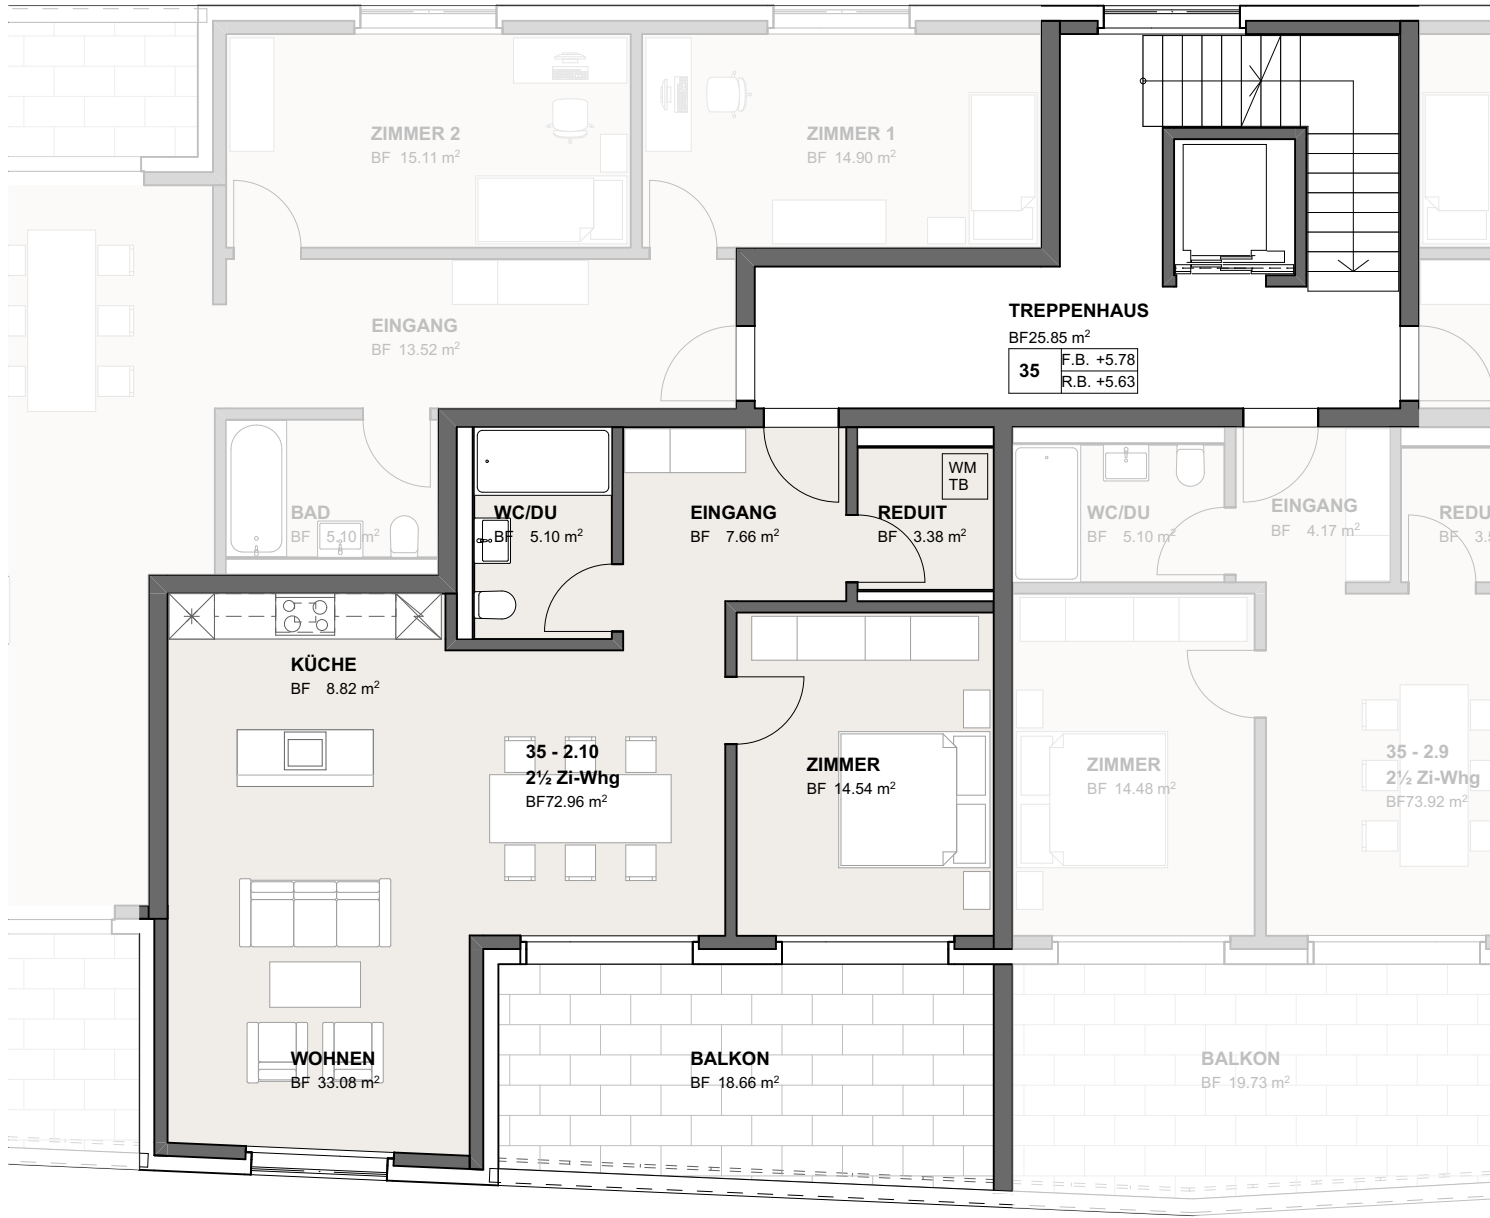 ZIMMER 2
BF 15.11 m²
ZIMMER 1
BF 14.90 m²
EINGANG
BF 13.52 m²
TREPPENHAUS
BF25.85 m²
35
F.B. +5.78
R.B. +5.63
BAD
BF 5.10 m²
WC/DU
BF 5.10 m²
EINGANG
BF 7.66 m²
WM
TB
REDUIT
BF 3.38 m²
WC/DU
BF 5.10 m²
EINGANG
BF 4.17 m²
REDU
BF 3.5
KÜCHE
BF 8.82 m²
35 - 2.10
2½ Zi-Whg
BF72.96 m²
ZIMMER
BF 14.54 m²
ZIMMER
BF 14.48 m²
35 - 2.9
2½ Zi-Whg
BF73.92 m²
WOHNEN
BF 33.08 m²
BALKON
BF 18.66 m²
BALKON
BF 19.73 m²